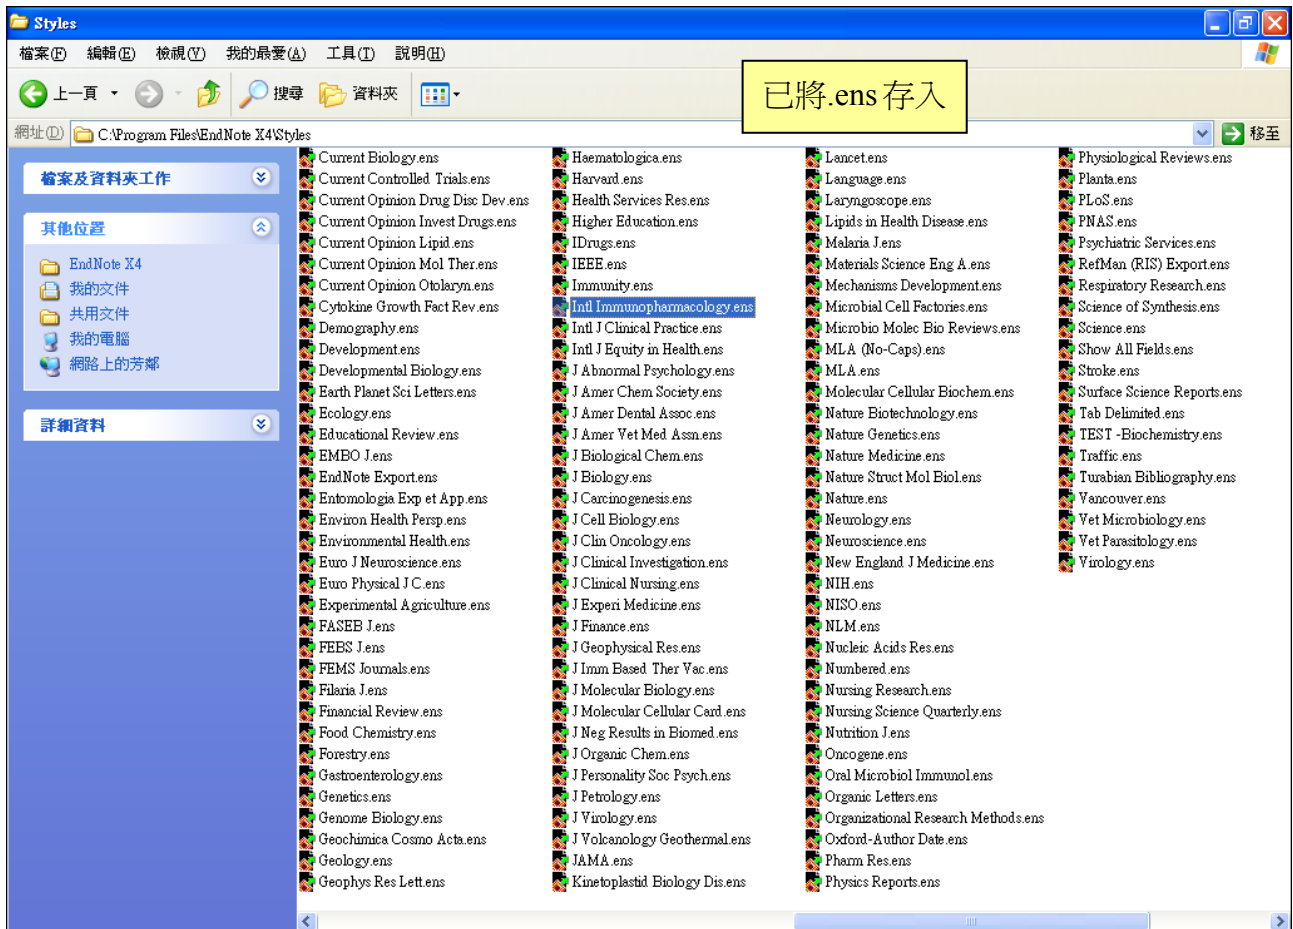 Styles
檔案(F) 編輯(E) 檢視(V) 我的最愛(A) 工具(T) 說明(H)
上一頁 搜尋 資料夾
已將.ens 存入
網址(D) C:\Program Files\EndNote X4\Styles 移至
檔案及資料夾工作
其他位置
EndNote X4
我的文件
共用文件
我的電腦
網路上的芳鄰
詳細資料
Current Biology.ens
Current Controlled Trials.ens
Current Opinion Drug Disc Dev.ens
Current Opinion Invest Drugs.ens
Current Opinion Lipid.ens
Current Opinion Mol Ther.ens
Current Opinion Otolaryn.ens
Cytokine Growth Fact Rev.ens
Demography.ens
Development.ens
Developmental Biology.ens
Earth Planet Sci Letters.ens
Ecology.ens
Educational Review.ens
EMBO J.ens
EndNote Export.ens
Entomologia Exp et App.ens
Environ Health Persp.ens
Environmental Health.ens
Euro J Neuroscience.ens
Euro Physical J C.ens
Experimental Agriculture.ens
FASEB J.ens
FEBS J.ens
FEMS Journals.ens
Filaria J.ens
Financial Review.ens
Food Chemistry.ens
Forestry.ens
Gastroenterology.ens
Genetics.ens
Genome Biology.ens
Geochimica Cosmo Acta.ens
Geology.ens
Geophys Res Lett.ens
Haematologica.ens
Harvard.ens
Health Services Res.ens
Higher Education.ens
IDrugs.ens
IEEE.ens
Immunity.ens
Intl Immunopharmacology.ens
Intl J Clinical Practice.ens
Intl J Equity in Health.ens
J Abnormal Psychology.ens
J Amer Chem Society.ens
J Amer Dental Assoc.ens
J Amer Vet Med Assn.ens
J Biological Chem.ens
J Biology.ens
J Carcinogenesis.ens
J Cell Biology.ens
J Clin Oncology.ens
J Clinical Investigation.ens
J Clinical Nursing.ens
J Experi Medicine.ens
J Finance.ens
J Geophysical Res.ens
J Imm Based Ther Vac.ens
J Molecular Biology.ens
J Molecular Cellular Card.ens
J Neg Results in Biomed.ens
J Organic Chem.ens
J Personality Soc Psych.ens
J Petrology.ens
J Virology.ens
J Volcanology Geothermal.ens
JAMA.ens
Kinetoplastid Biology Dis.ens
Lancet.ens
Language.ens
Laryngoscope.ens
Lipids in Health Disease.ens
Malaria J.ens
Materials Science Eng A.ens
Mechanisms Development.ens
Microbial Cell Factories.ens
Microbio Molec Bio Reviews.ens
MLA (No-Caps).ens
MLA.ens
Molecular Cellular Biochem.ens
Nature Biotechnology.ens
Nature Genetics.ens
Nature Medicine.ens
Nature Struct Mol Biol.ens
Nature.ens
Neurology.ens
Neuroscience.ens
New England J Medicine.ens
NIH.ens
NISO.ens
NLM.ens
Nucleic Acids Res.ens
Numbered.ens
Nursing Research.ens
Nursing Science Quarterly.ens
Nutrition J.ens
Oncogene.ens
Oral Microbiol Immunol.ens
Organic Letters.ens
Organizational Research Methods.ens
Oxford-Author Date.ens
Pharm Res.ens
Physics Reports.ens
Physiological Reviews.ens
Planta.ens
PLoS.ens
PNAS.ens
Psychiatric Services.ens
RefMan (RIS) Export.ens
Respiratory Research.ens
Science of Synthesis.ens
Science.ens
Show All Fields.ens
Stroke.ens
Surface Science Reports.ens
Tab Delimited.ens
TEST -Biochemistry.ens
Traffic.ens
Turabian Bibliography.ens
Vancouver.ens
Vet Microbiology.ens
Vet Parasitology.ens
Virology.ens